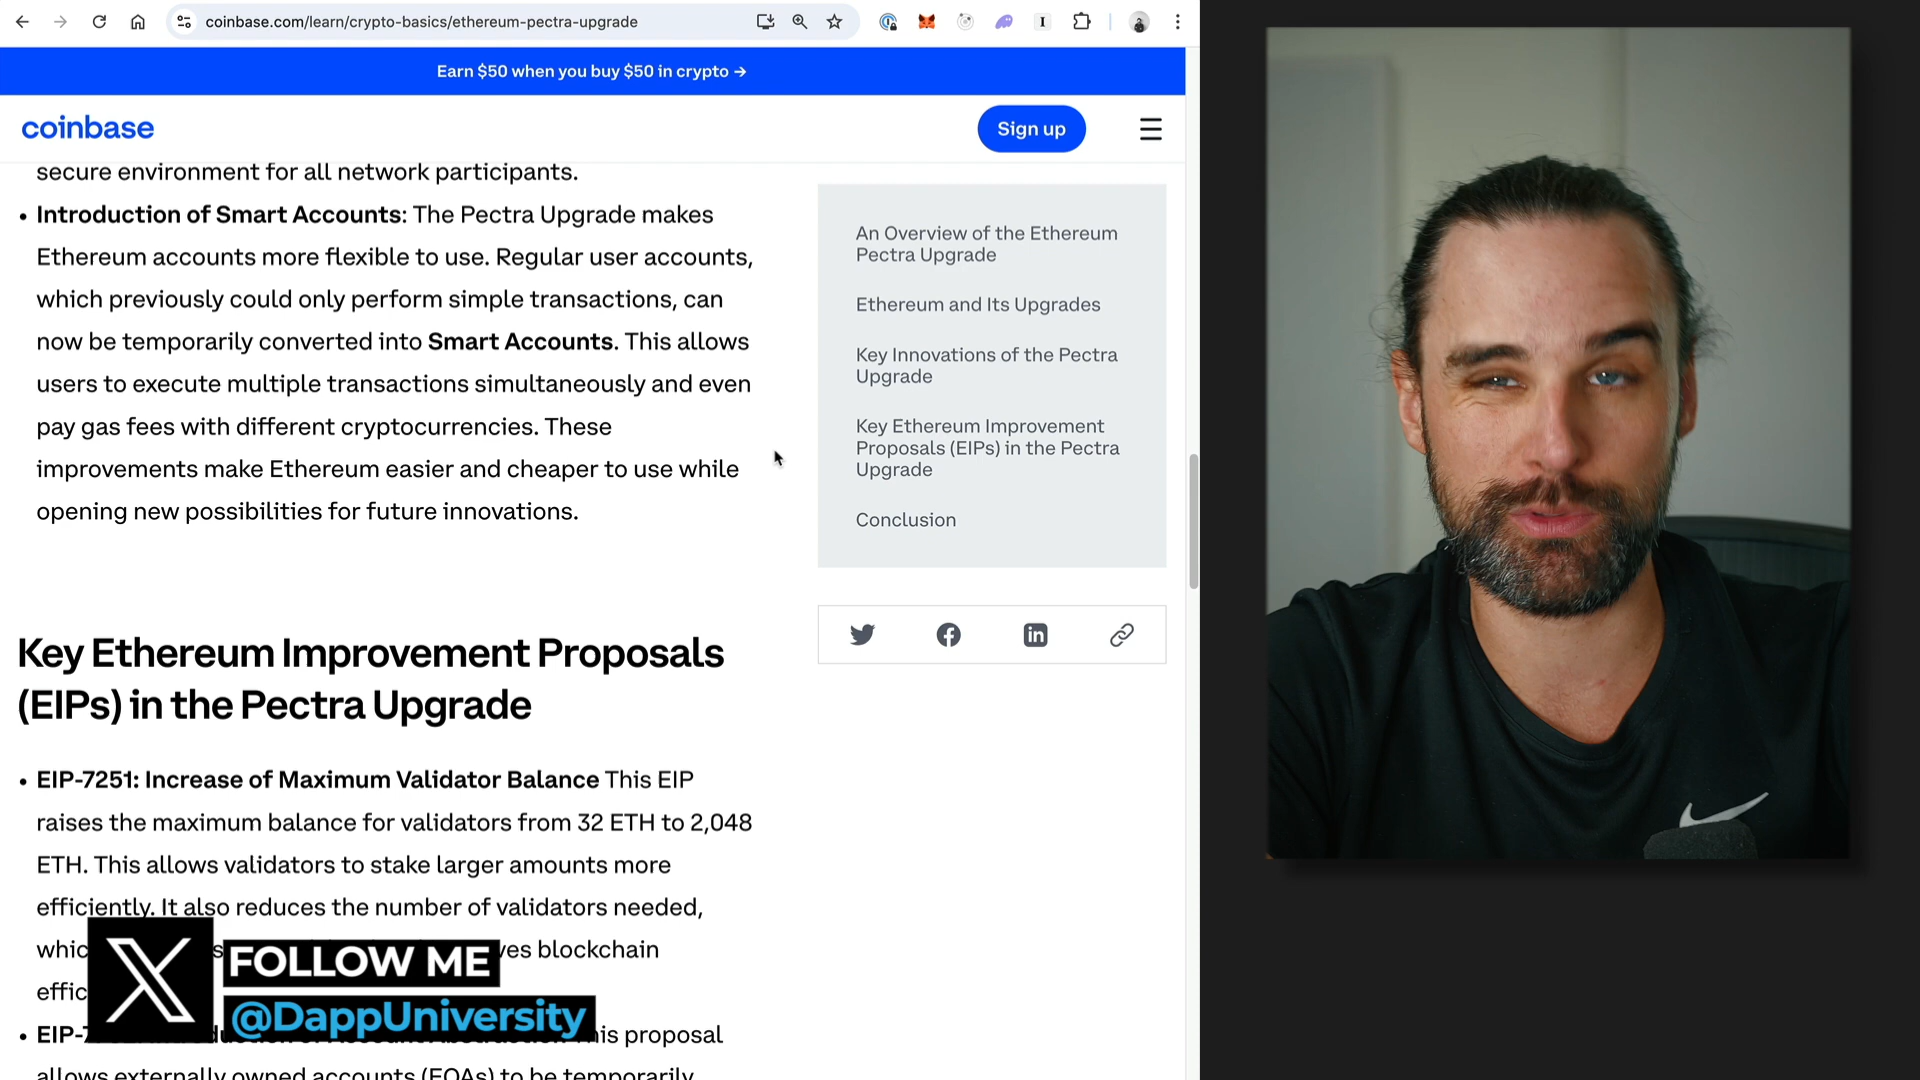 coinbase.com/learn/crypto-basics/ethereum-pectra-upgrade
Earn $50 when you buy $50 in crypto →
coinbase
Sign up
secure environment for all network participants.
• Introduction of Smart Accounts: The Pectra Upgrade makes
Ethereum accounts more flexible to use. Regular user accounts,
which previously could only perform simple transactions, can
now be temporarily converted into Smart Accounts. This allows
users to execute multiple transactions simultaneously and even
pay gas fees with different cryptocurrencies. These
improvements make Ethereum easier and cheaper to use while
opening new possibilities for future innovations.
Key Ethereum Improvement Proposals
(EIPs) in the Pectra Upgrade
• EIP-7251: Increase of Maximum Validator Balance This EIP
raises the maximum balance for validators from 32 ETH to 2,048
ETH. This allows validators to stake larger amounts more
efficiently. It also reduces the number of validators needed,
blockchain
proposal
allows externally owned accounts (EOAs) to be temporarily
An Overview of the Ethereum
Pectra Upgrade
Ethereum and Its Upgrades
Key Innovations of the Pectra
Upgrade
Key Ethereum Improvement
Proposals (EIPs) in the Pectra
Upgrade
Conclusion
FOLLOW ME
@DappUniversity